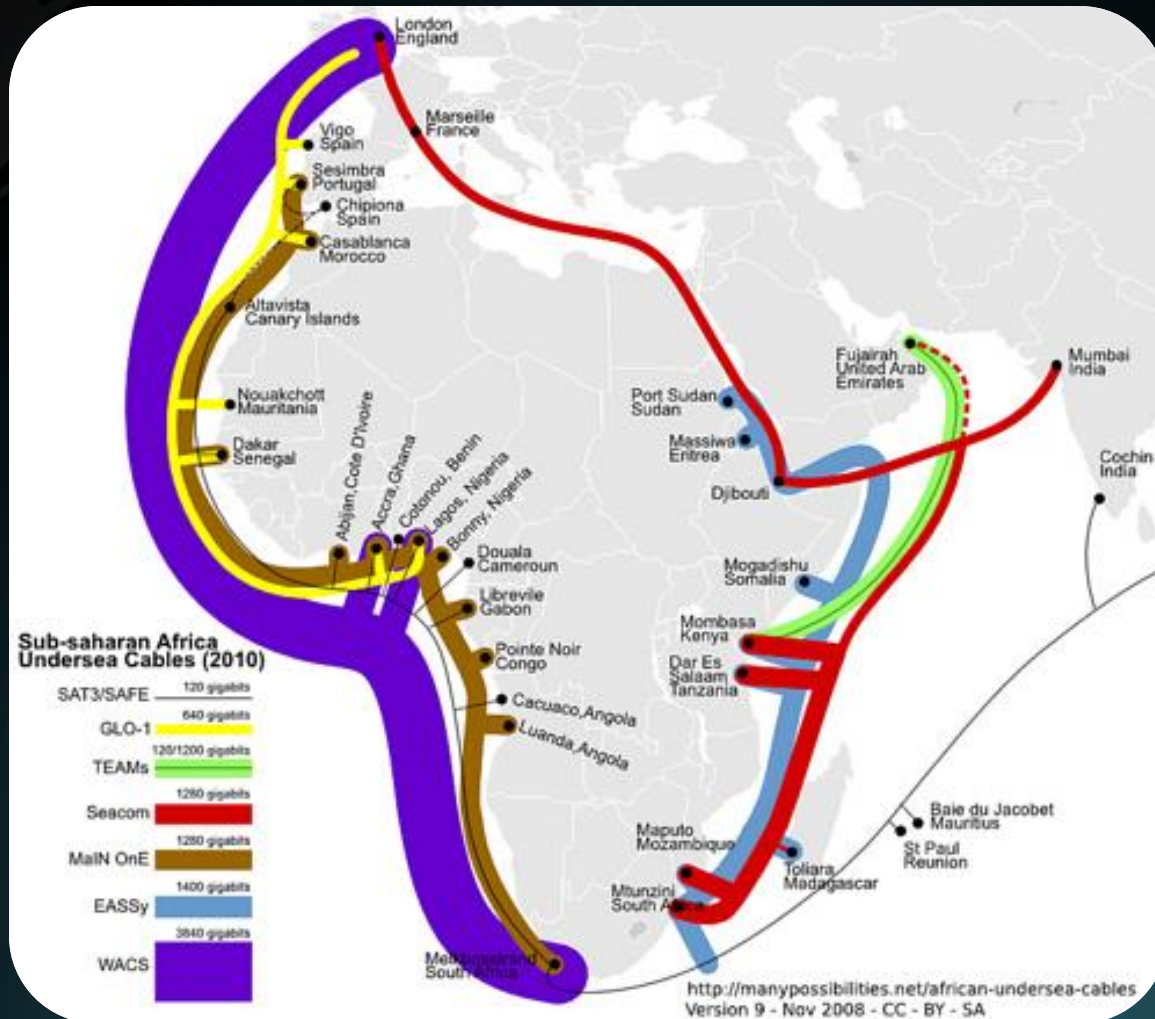 London
England
Marseille
France
Vigo
Spain
Sesimbra
Portugal
Chipiona
Spain
Casablanca
Morocco
Altavista
Canary Islands
Nouakchott
Mauritania
Dakar
Senegal
Abijan,Cote D'Ivoire
Accra,Ghana
Cotonou, Benin
Lagos, Nigeria
Bonny, Nigeria
Douala
Cameroun
Librevile
Gabon
Pointe Noir
Congo
Cacuaco,Angola
Luanda,Angola
Fujairah
United Arab
Emirates
Mumbai
India
Port Sudan
Sudan
Massiwa
Eritrea
Djibouti
Cochin
India
Mogadishu
Somalia
Mombasa
Kenya
Dar Es
Salaam
Tanzania
Maputo
Mozambique
Mtunzini
South Africa
Toliara
Madagascar
Baie du Jacobet
Mauritius
St Paul
Reunion
South Africa
Sub-saharan Africa
Undersea Cables (2010)
SAT3/SAFE
120 gigabits
GLO-1
640 gigabits
TEAMs
120/1200 gigabits
Seacom
1280 gigabits
MaIN OnE
1280 gigabits
EASSy
1400 gigabits
WACS
3840 gigabits
http://manypossibilities.net/african-undersea-cables
Version 9 - Nov 2008 - CC - BY - SA